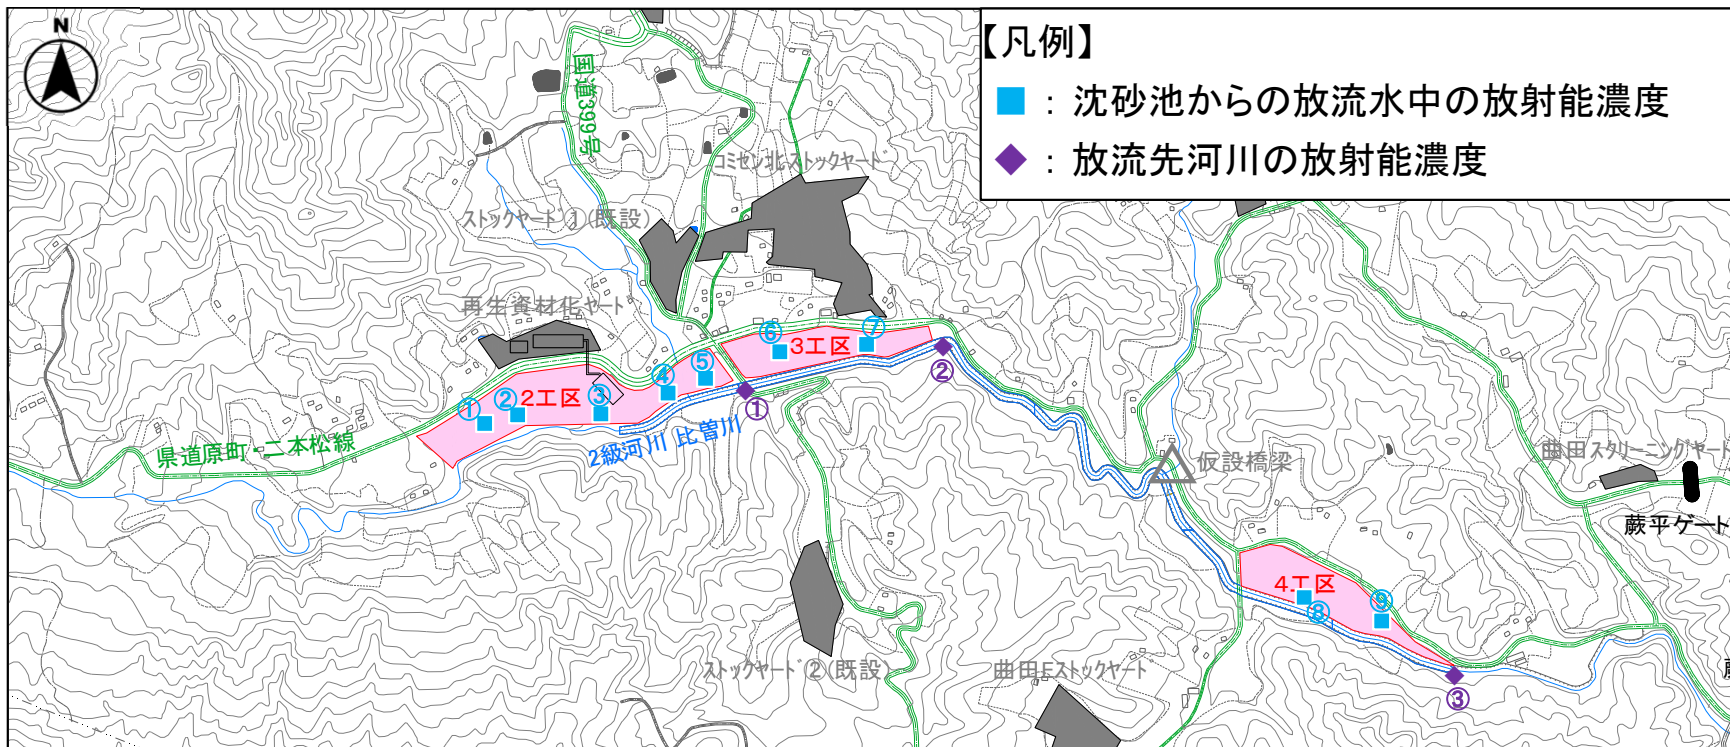 N
【凡例】
■ : 沈砂池からの放流水中の放射能濃度
◆ : 放流先河川の放射能濃度
国道399号
コミセン北ストックヤード
ストックヤード①(既設)
再生資材化ヤード
⑥
3工区
⑦
②
④
⑤
①
②
2工区
③
①
県道原町・二本松線
2級河川 比曽川
仮設橋梁
曲田スクリーニングヤード
蕨平ゲート
4工区
⑧
⑨
ストックヤード②(既設)
曲田Eストックヤード
③